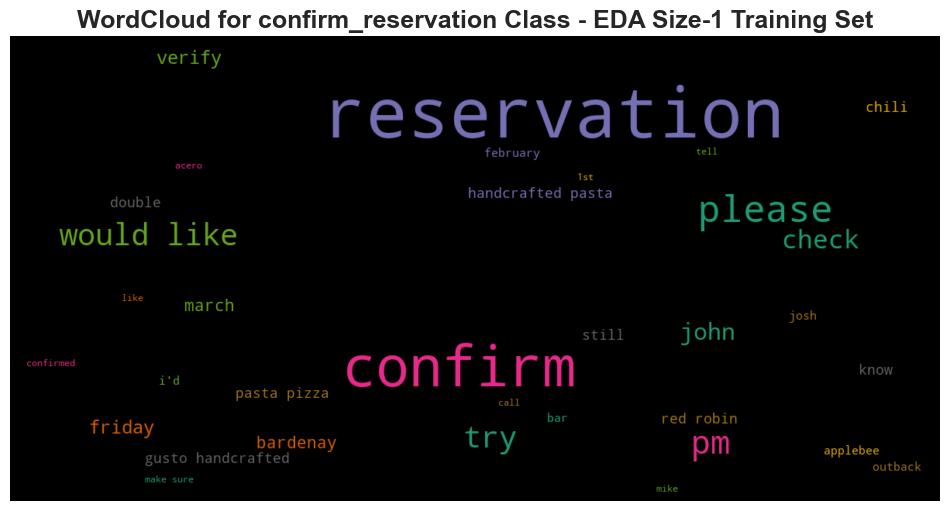 WordCloud for confirm_reservation Class - EDA Size-1 Training Set
verify
reservation
chili
february
tell
acero
1st
handcrafted pasta
double
please
would like
check
like
march
josh
still
john
confirm
confirmed
know
i'd
pasta pizza
call
bar
red robin
friday
try
bardenay
pm
applebee
gusto handcrafted
outback
make sure
mike